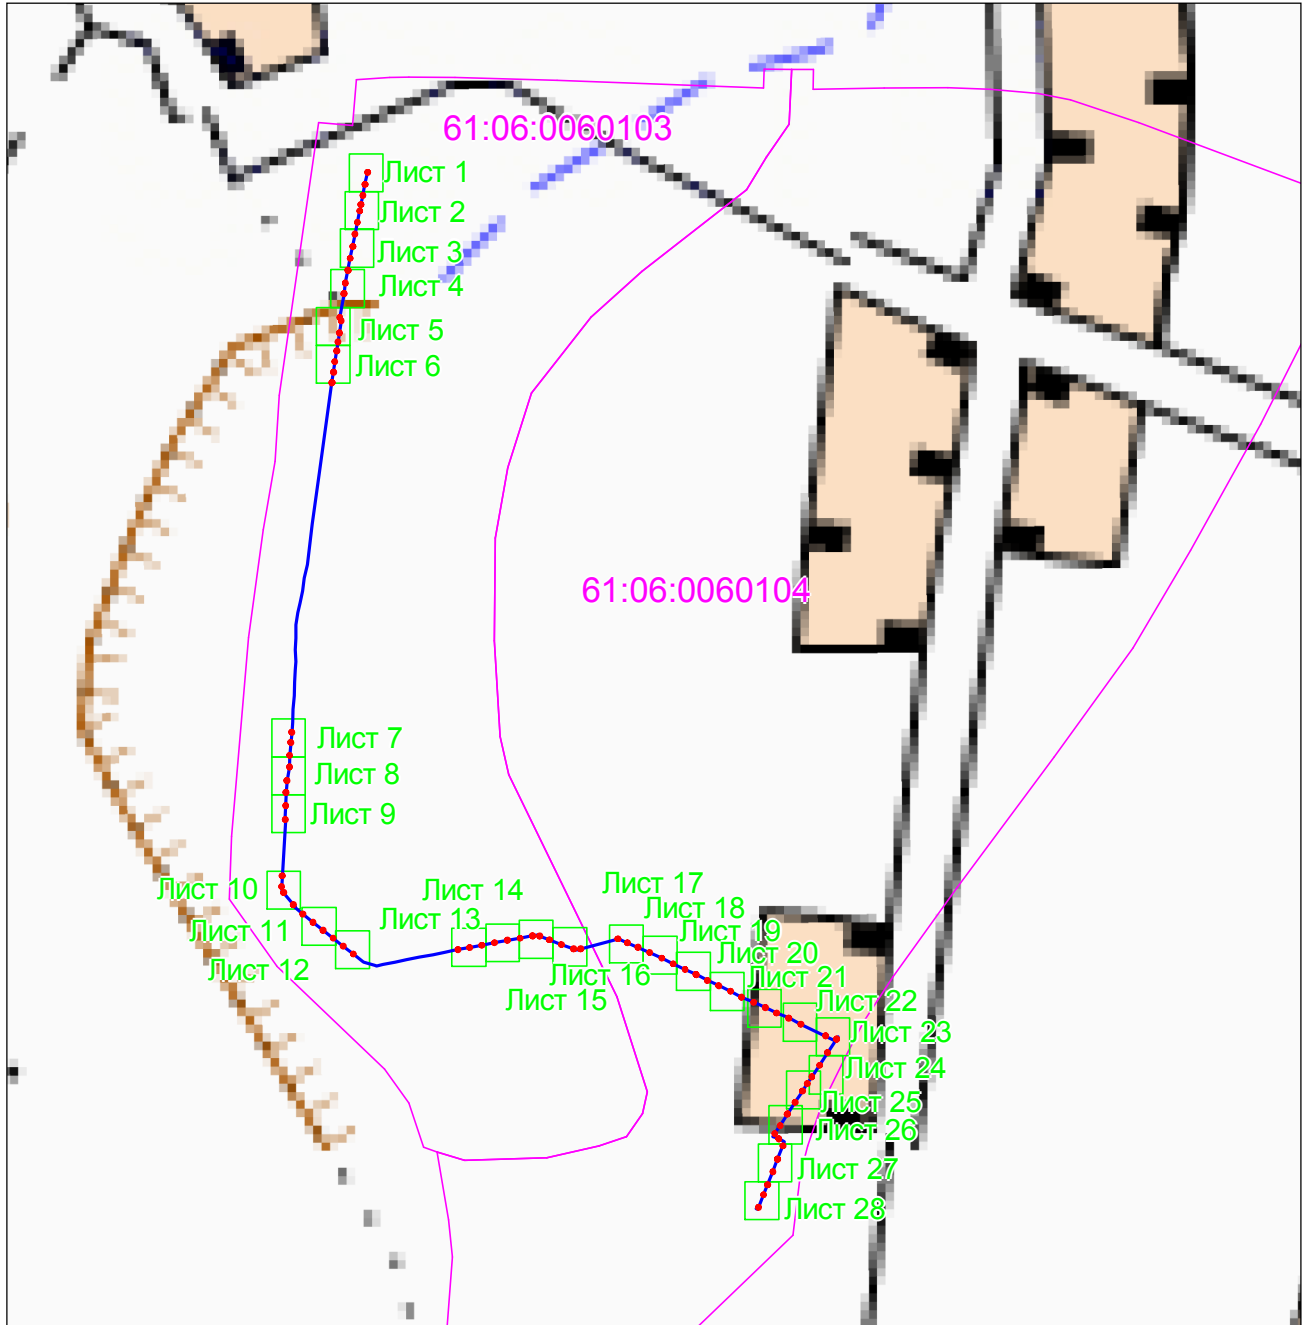 61:06:0060103
Лист 1
Лист 2
Лист 3
Лист 4
Лист 5
Лист 6
61:06:0060104
Лист 7
Лист 8
Лист 9
Лист 10
Лист 14
Лист 17
Лист 18
Лист 13
Лист 11
Лист 19
Лист 20
Лист 12
Лист 16
Лист 21
Лист 15
Лист 22
Лист 23
Лист 24
Лист 25
Лист 26
Лист 27
Лист 28